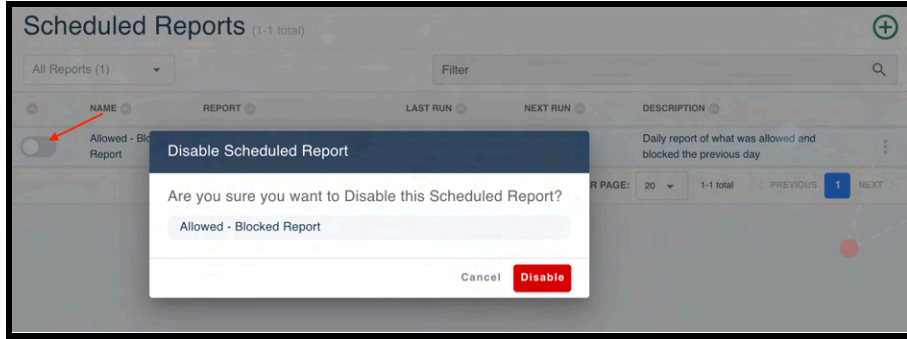 Scheduled Reports (1-1 total)
All Reports (1)
Filter
NAME REPORT LAST RUN NEXT RUN DESCRIPTION
Allowed - Blo
Report
Daily report of what was allowed and
blocked the previous day
R PAGE: 20 1-1 total < PREVIOUS 1 NEXT >
Disable Scheduled Report
Are you sure you want to Disable this Scheduled Report?
Allowed - Blocked Report
Cancel Disable